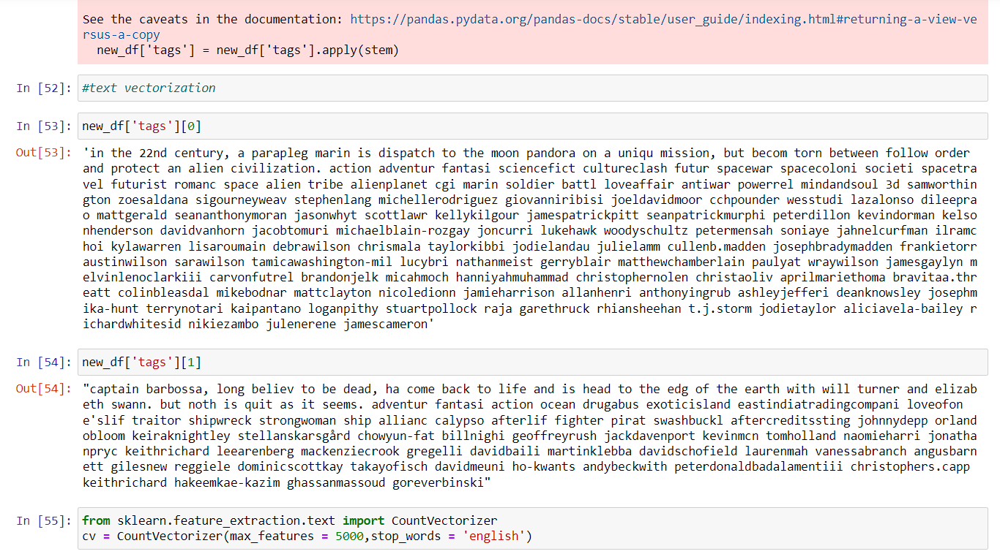 See the caveats in the documentation: https://pandas.pydata.org/pandas-docs/stable/user_guide/indexing.html#returning-a-view-ve
rsus-a-copy
  new_df['tags'] = new_df['tags'].apply(stem)
In [52]: #text vectorization
In [53]: new_df['tags'][0]
Out[53]: 'in the 22nd century, a parapleg marin is dispatch to the moon pandora on a uniqu mission, but becom torn between follow order
and protect an alien civilization. action adventur fantasi sciencefict cultureclash futur spacewar spacecoloni societi spacetra
vel futurist romanc space alien tribe alienplanet cgi marin soldier battl loveaffair antiwar powerrel mindandsoul 3d samworthin
gton zoesaldana sigourneyweav stephenlang michellerodriguez giovanniribisi joeldavidmoor cchpounder wesstudi lazalonso dileepra
o mattgerald seananthonymoran jasonwhyt scottlawr kellykilgour jamespatrickpitt seanpatrickmurphi peterdillon kevindorman kelso
nhenderson davidvanhorn jacobtomuri michaelblain-rozgay joncurri lukehawk woodyschultz petermensah soniaye jahnelcurfman ilramc
hoi kylawarren lisaroumain debrawilson chrismala taylorkibbi jodielandau julielamm cullenb.madden josephbradymadden frankietorr
austinwilson sarawilson tamicawashington-mil lucybri nathanmeist gerryblair matthewchamberlain paulyat wraywilson jamesgaylyn m
elvinlenoclarkiii carvonfutrel brandonjelk micahmoch hanniyahmuhammad christophernolen christaoliv aprilmariethoma bravitaa.thr
eatt colinbleasdal mikebodnar mattclayton nicoledionn jamieharrison allanhenri anthonyingrub ashleyjefferi deanknowsley josephm
ika-hunt terrynotari kaipantano loganpithy stuartpollock raja garethruck rhiansheehan t.j.storm jodietaylor aliciavela-bailey r
ichardwhitesid nikiezambo julenerene jamescameron'
In [54]: new_df['tags'][1]
Out[54]: "captain barbossa, long believ to be dead, ha come back to life and is head to the edg of the earth with will turner and elizab
eth swann. but noth is quit as it seems. adventur fantasi action ocean drugabus exoticisland eastindiatradingcompani loveofon
e'slif traitor shipwreck strongwoman ship allianc calypso afterlif fighter pirat swashbuckl aftercreditssting johnnydepp orland
obloom keiraknightley stellanskarsgård chowyun-fat billnighi geoffreyrush jackdavenport kevinmcn tomholland naomieharri jonatha
npryc keithrichard leearenberg mackenziecrook gregelli davidbaili martinklebba davidschofield laurenmah vanessabranch angusbarn
ett gilesnew reggiele dominicscottkay takayofisch davidmeuni ho-kwants andybeckwith peterdonaldbadalamentiii christophers.capp
keithrichard hakeemkae-kazim ghassanmassoud goreverbinski"
In [55]: from sklearn.feature_extraction.text import CountVectorizer
cv = CountVectorizer(max_features = 5000,stop_words = 'english')